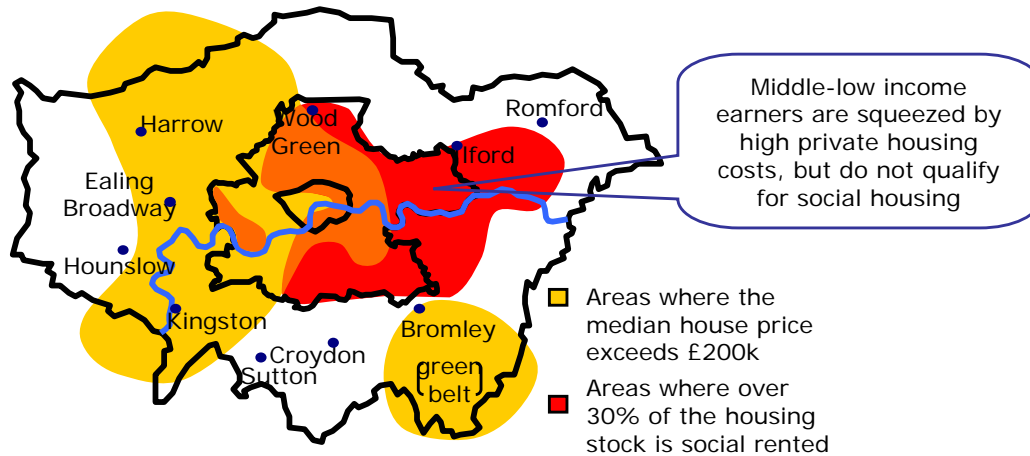 Harrow
Wood
Green
Romford
Ilford
Ealing
Broadway
Hounslow
Kingston
Croydon
Sutton
Bromley
(green
belt)
Middle-low income
earners are squeezed by
high private housing
costs, but do not qualify
for social housing
Areas where the
median house price
exceeds £200k
Areas where over
30% of the housing
stock is social rented